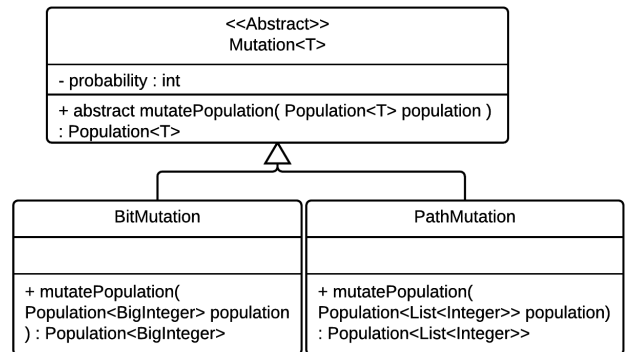 <<Abstract>>
Mutation<T>
- probability : int
+ abstract mutatePopulation( Population<T> population )
: Population<T>
BitMutation
+ mutatePopulation(
Population<BigInteger> population
) : Population<BigInteger>
PathMutation
+ mutatePopulation(
Population<List<Integer>> population)
: Population<List<Integer>>